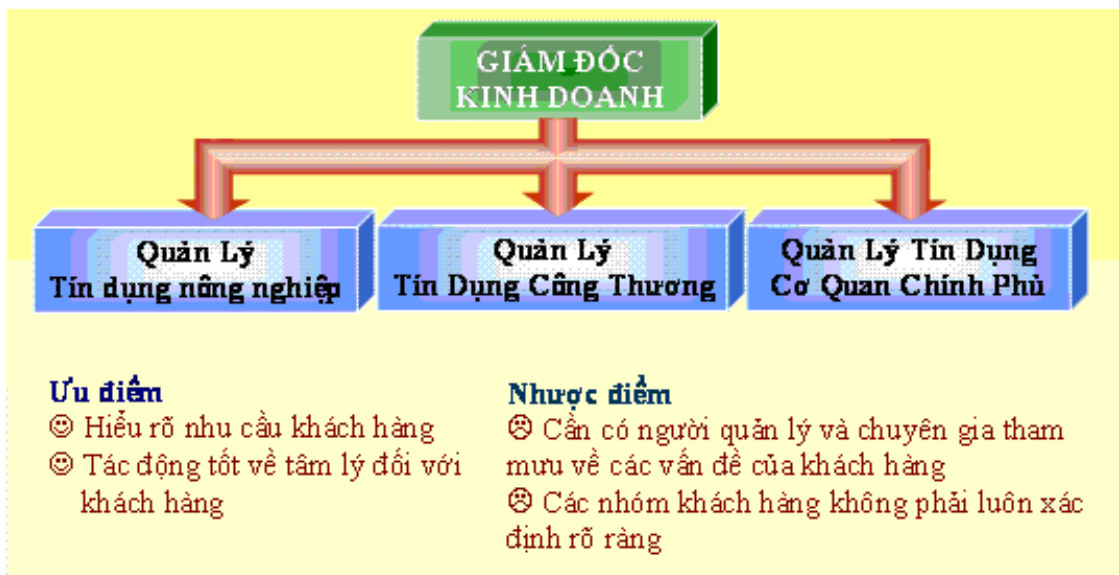 GIÁM ĐỐC
KINH DOANH
Quản Lý
Tín dụng nông nghiệp
Quản Lý
Tín Dụng Công Thương
Quản Lý Tín Dụng
Cơ Quan Chính Phủ
Ưu điểm
☺ Hiểu rõ nhu cầu khách hàng
☺ Tác động tốt về tâm lý đối với
khách hàng
Nhược điểm
☹ Cần có người quản lý và chuyên gia tham
mưu về các vấn đề của khách hàng
☹ Các nhóm khách hàng không phải luôn xác
định rõ ràng